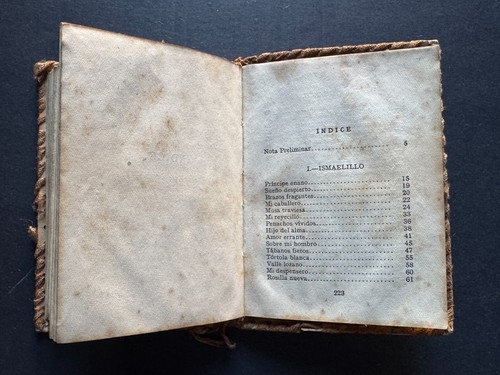 INDICE
Nota Preliminar........................ 5
I.—ISMAELILLO
Príncipe enano........................ 15
Sueño despierto........................ 19
Brazos fragantes........................ 20
Mi caballero........................ 22
Musa traviesa........................ 24
Mi reyecillo........................ 33
Penachos vívidos........................ 36
Hijo del alma........................ 38
Amor errante........................ 41
Sobre mi hombro........................ 45
Tábanos fieros........................ 47
Tórtola blanca........................ 55
Valle lozano........................ 58
Mi despensero........................ 60
Rosilla nueva........................ 61
223